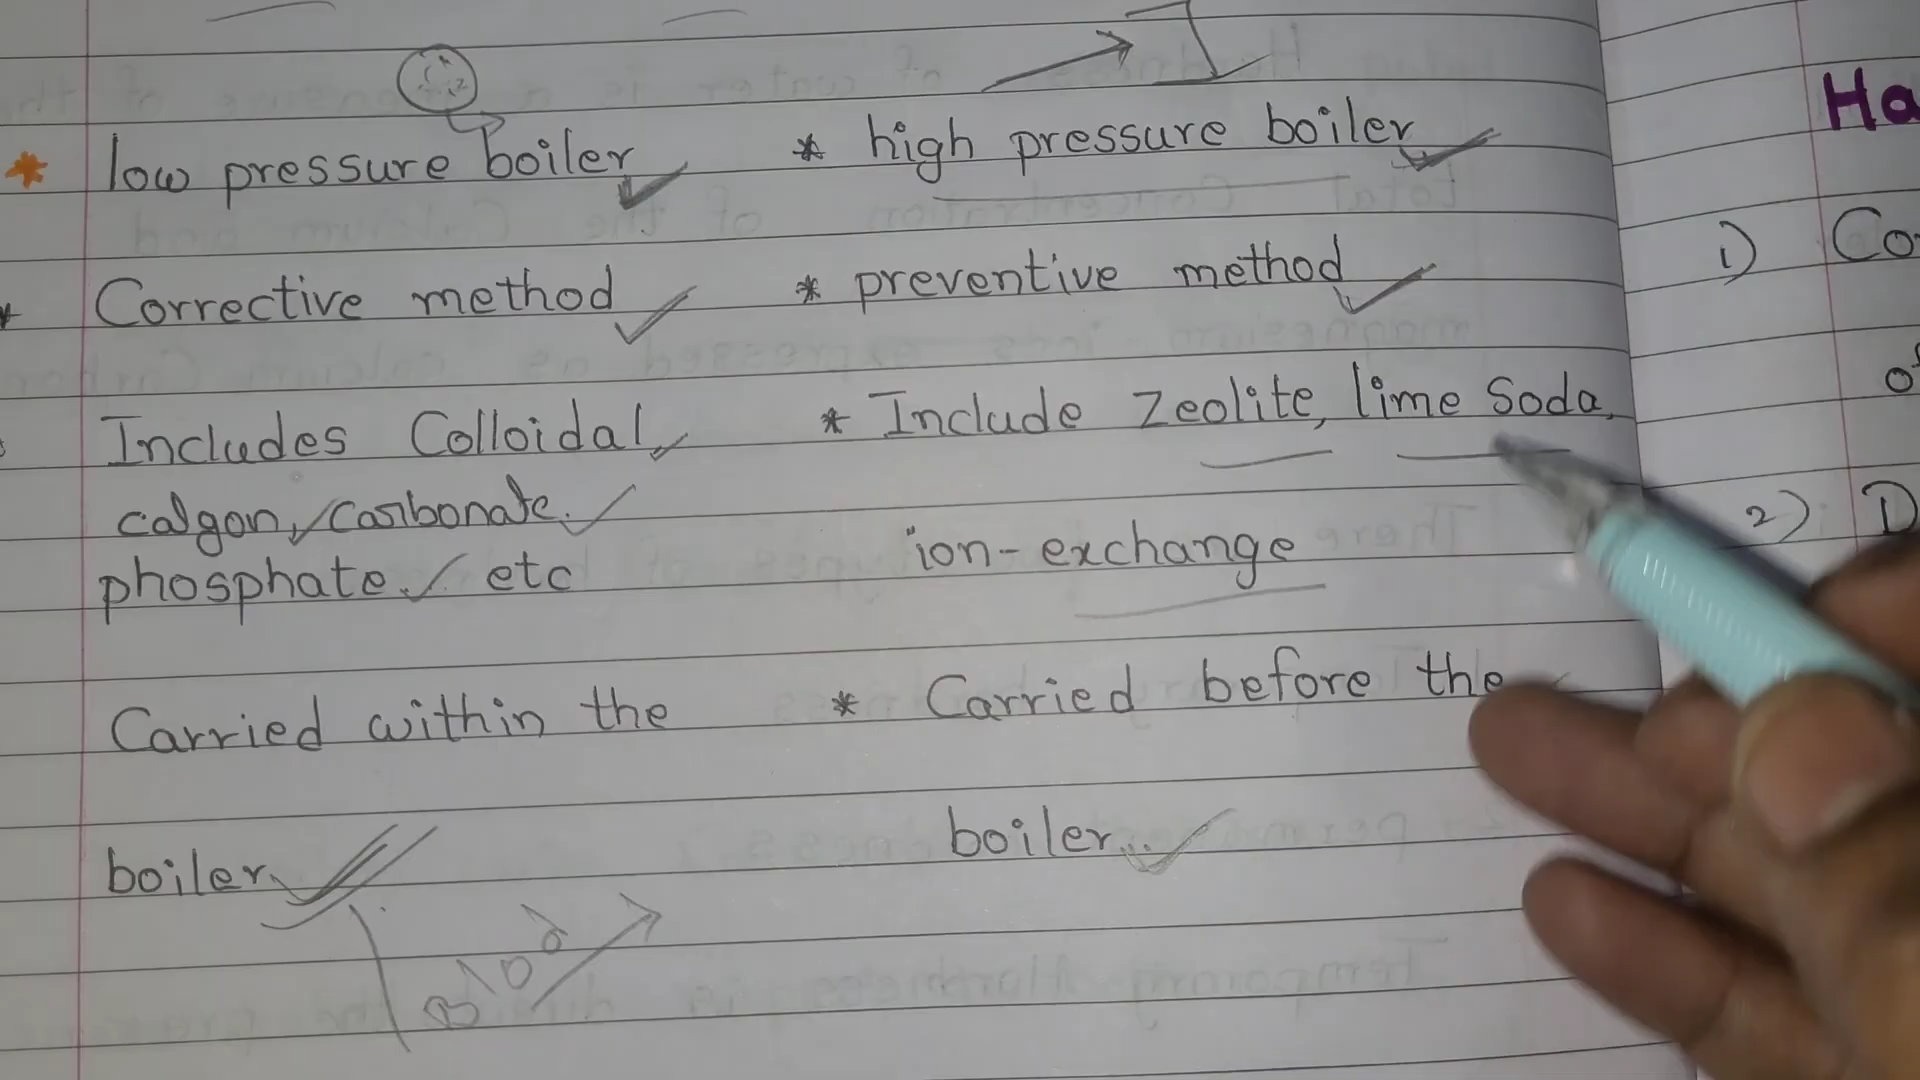 * low pressure boiler * high pressure boiler
* Corrective method * preventive method
Includes Colloidal, * Include Zeolite, lime Soda,
calgon, Carbonate.
ion-exchange
phosphate, etc
Carried within the * Carried before the
boiler. boiler...
Ha
1) Co
of
2) D